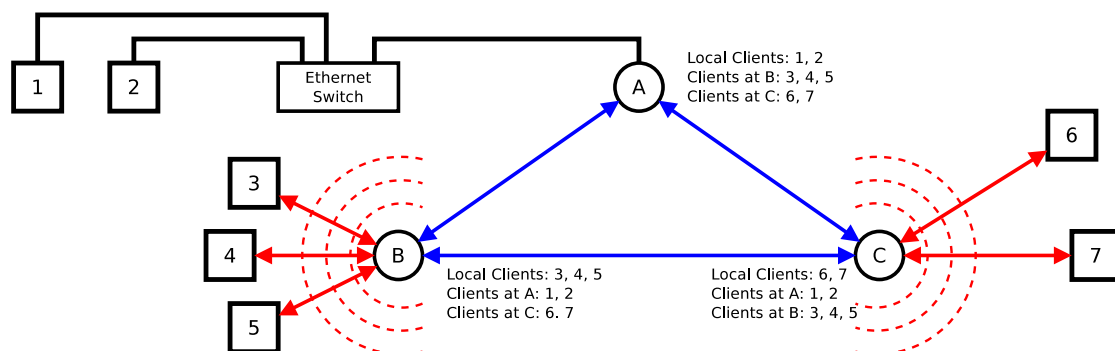 1
2
Ethernet
Switch
A
Local Clients: 1, 2
Clients at B: 3, 4, 5
Clients at C: 6, 7
6
3
4
B
C
7
Local Clients: 3, 4, 5
Clients at A: 1, 2
Clients at C: 6. 7
Local Clients: 6, 7
Clients at A: 1, 2
Clients at B: 3, 4, 5
5